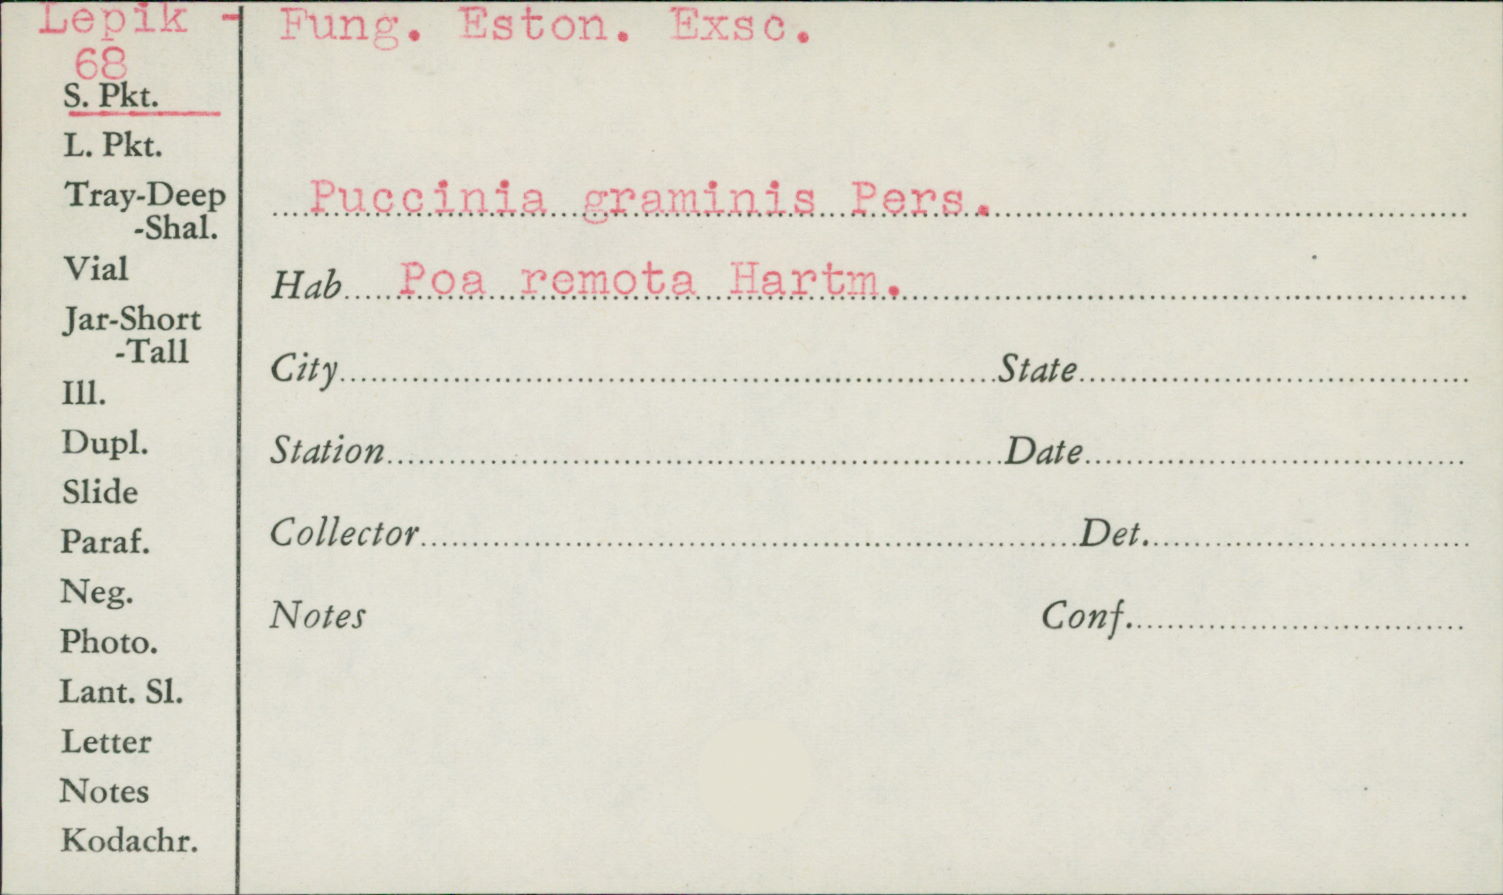 Lepik - Fung. Eston. Exsc.
68
S. Pkt.
L. Pkt.
Tray-Deep
-Shal.
Vial
Jar-Short
-Tall
Ill.
Dupl.
Slide
Paraf.
Neg.
Photo.
Lant. Sl.
Letter
Notes
Kodachr.
Puccinia graminis Pers.
Hab Poa remota Hartm.
City State
Station Date
Collector Det.
Notes Conf.